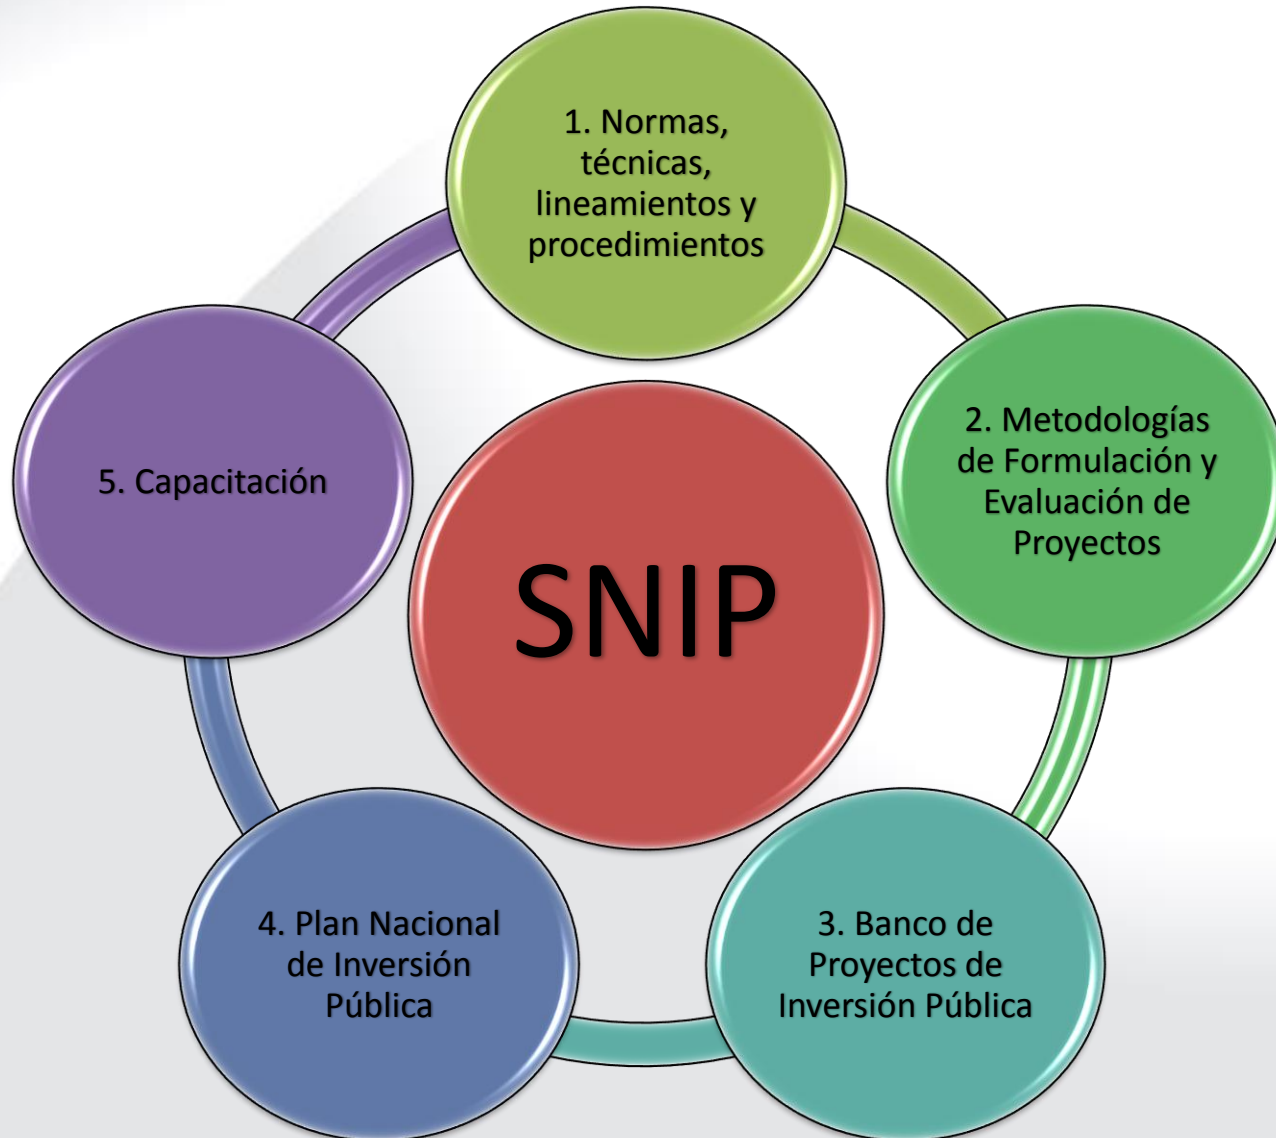 1. Normas,
técnicas,
lineamientos y
procedimientos
2. Metodologías
de Formulación y
Evaluación de
Proyectos
5. Capacitación
SNIP
4. Plan Nacional
de Inversión
Pública
3. Banco de
Proyectos de
Inversión Pública